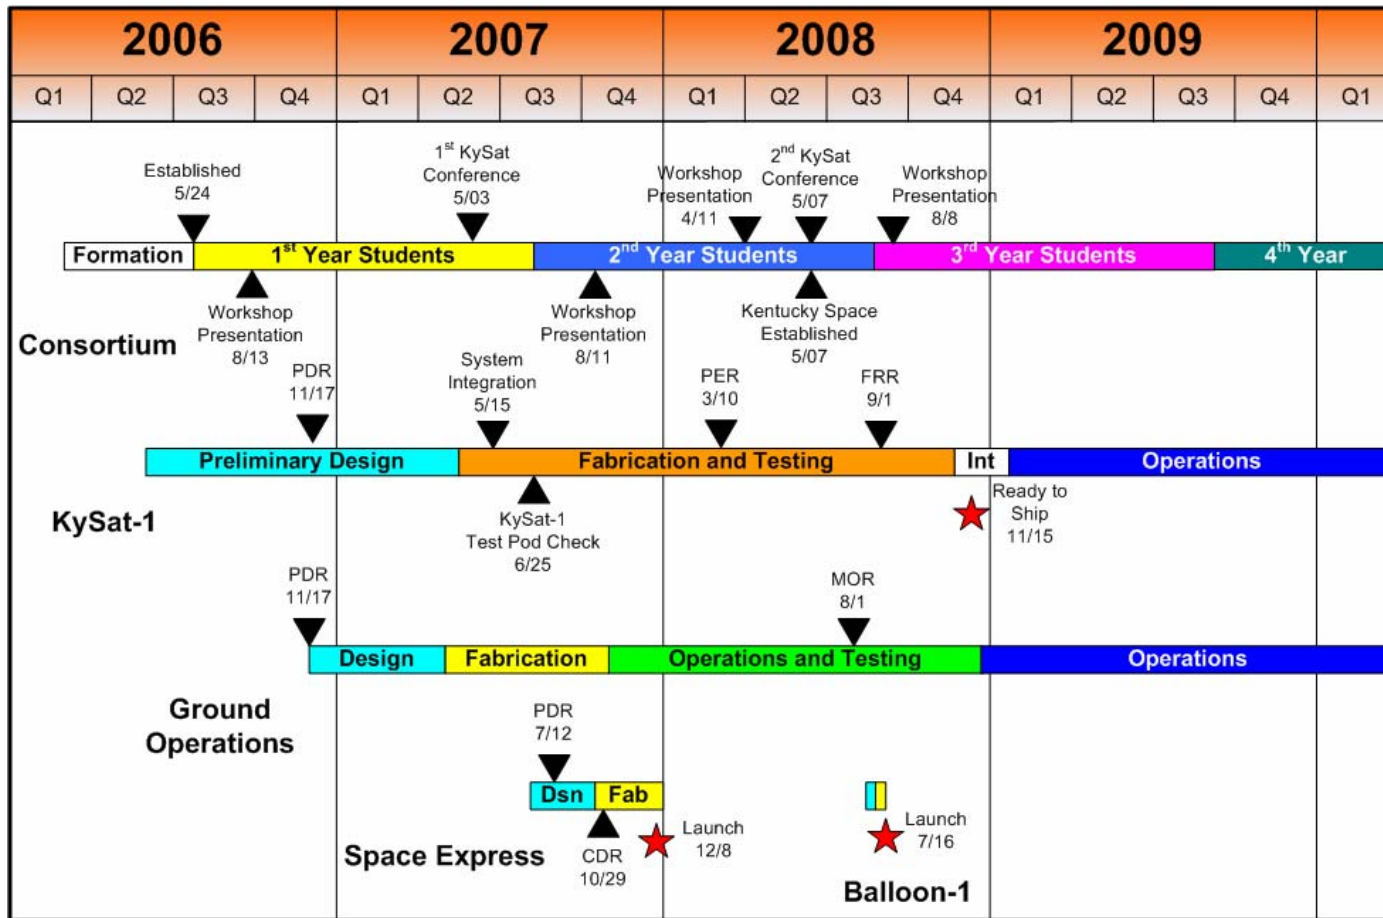 2006 2007 2008 2009
Q1 Q2 Q3 Q4 Q1 Q2 Q3 Q4 Q1 Q2 Q3 Q4 Q1 Q2 Q3 Q4 Q1
Established
5/24
1st KySat
Conference
5/03
Workshop
Presentation
4/11
2nd KySat
Conference
5/07
Workshop
Presentation
8/8
Formation 1st Year Students 2nd Year Students 3rd Year Students 4th Year
Workshop
Presentation
8/13
Workshop
Presentation
8/11
Kentucky Space
Established
5/07
Consortium
PDR
11/17
System
Integration
5/15
PER
3/10
FRR
9/1
Preliminary Design Fabrication and Testing Int Operations
KySat-1
Test Pod Check
6/25
Ready to
Ship
11/15
KySat-1
PDR
11/17
MOR
8/1
Design Fabrication Operations and Testing Operations
Ground
Operations
PDR
7/12
Dsn Fab
CDR
10/29
Launch
12/8
Launch
7/16
Space Express
Balloon-1